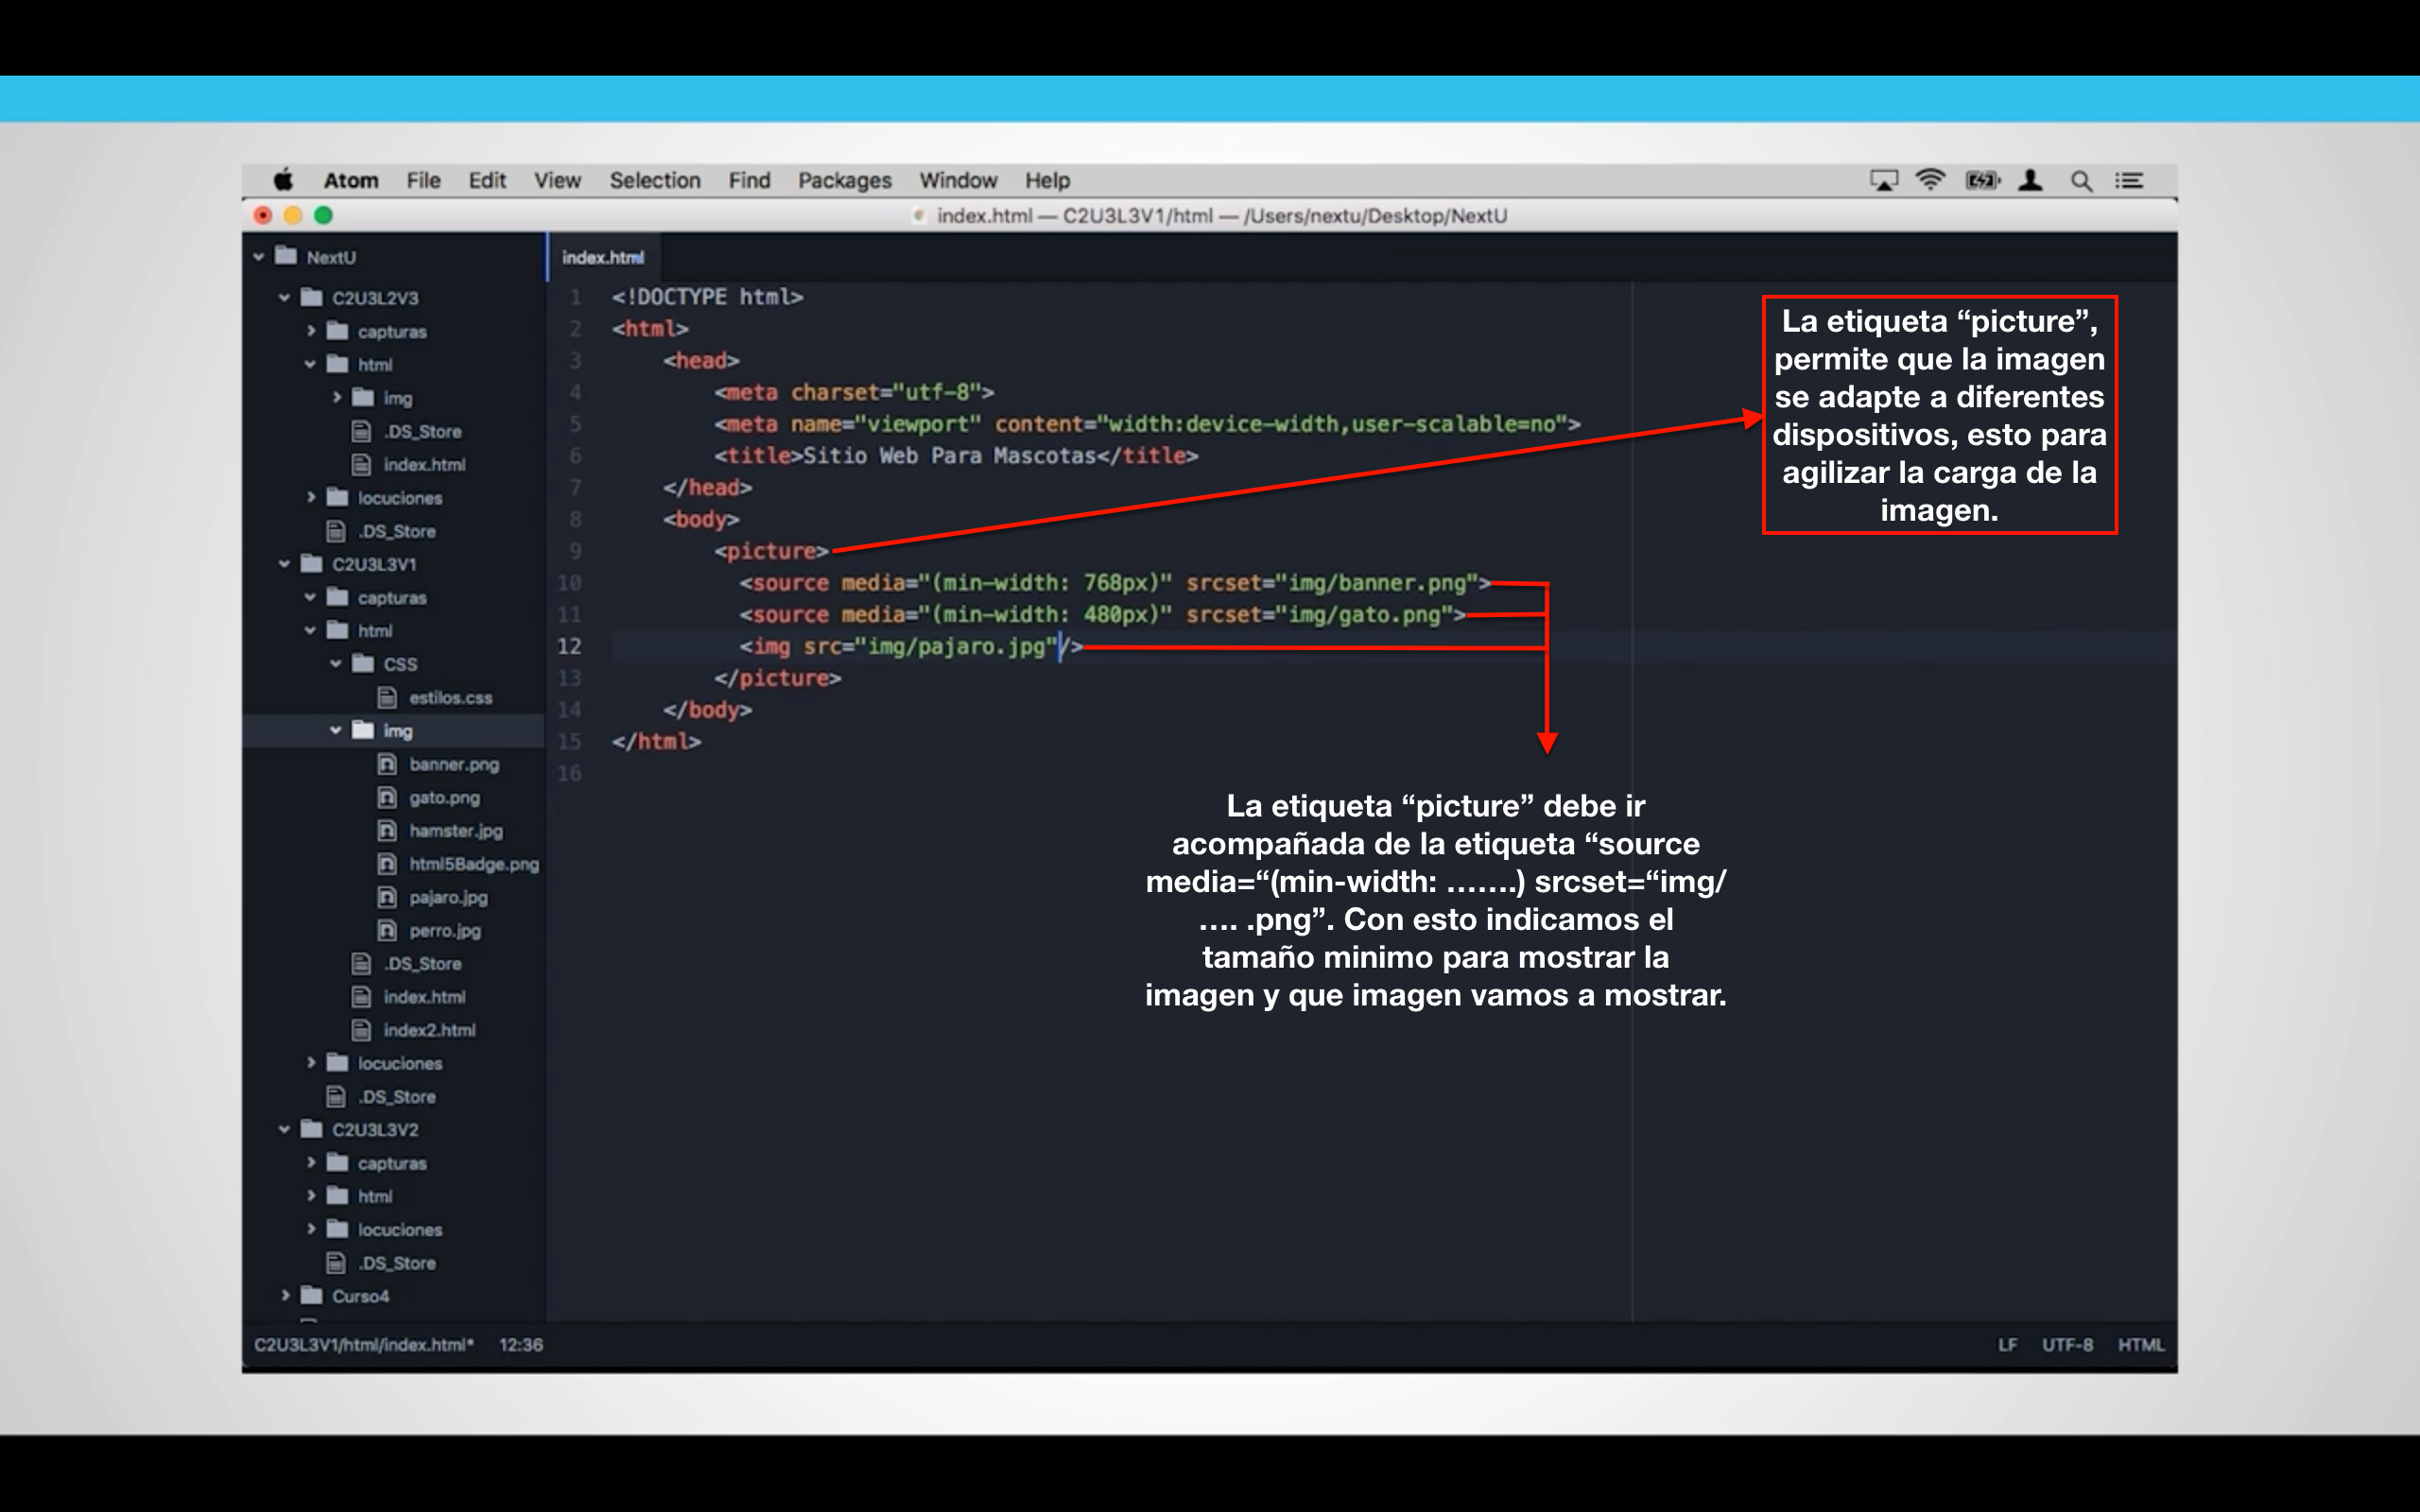 Atom File Edit View Selection Find Packages Window Help
index.html — C2U3L3V1/html — /Users/nextu/Desktop/NextU
NextU
C2U3L2V3
capturas
html
img
.DS_Store
index.html
locuciones
.DS_Store
C2U3L3V1
capturas
html
CSS
estilos.css
img
banner.png
gato.png
hamster.jpg
html5Badge.png
pajaro.jpg
perro.jpg
.DS_Store
index.html
index2.html
locuciones
.DS_Store
C2U3L3V2
capturas
html
locuciones
.DS_Store
Curso4
index.html
1 <!DOCTYPE html>
2 <html>
3 <head>
4 <meta charset="utf-8">
5 <meta name="viewport" content="width:device-width,user-scalable=no">
6 <title>Sitio Web Para Mascotas</title>
7 </head>
8 <body>
9 <picture>
10 <source media="(min-width: 768px)" srcset="img/banner.png">
11 <source media="(min-width: 480px)" srcset="img/gato.png">
12 <img src="img/pajaro.jpg"/>
13 </picture>
14 </body>
15 </html>
16
La etiqueta “picture”,
permite que la imagen
se adapte a diferentes
dispositivos, esto para
agilizar la carga de la
imagen.
La etiqueta “picture” debe ir
acompañada de la etiqueta “source
media=“(min-width: …….) srcset=“img/
…. .png”. Con esto indicamos el
tamaño minimo para mostrar la
imagen y que imagen vamos a mostrar.
C2U3L3V1/html/index.html* 12:36
LF UTF-8 HTML